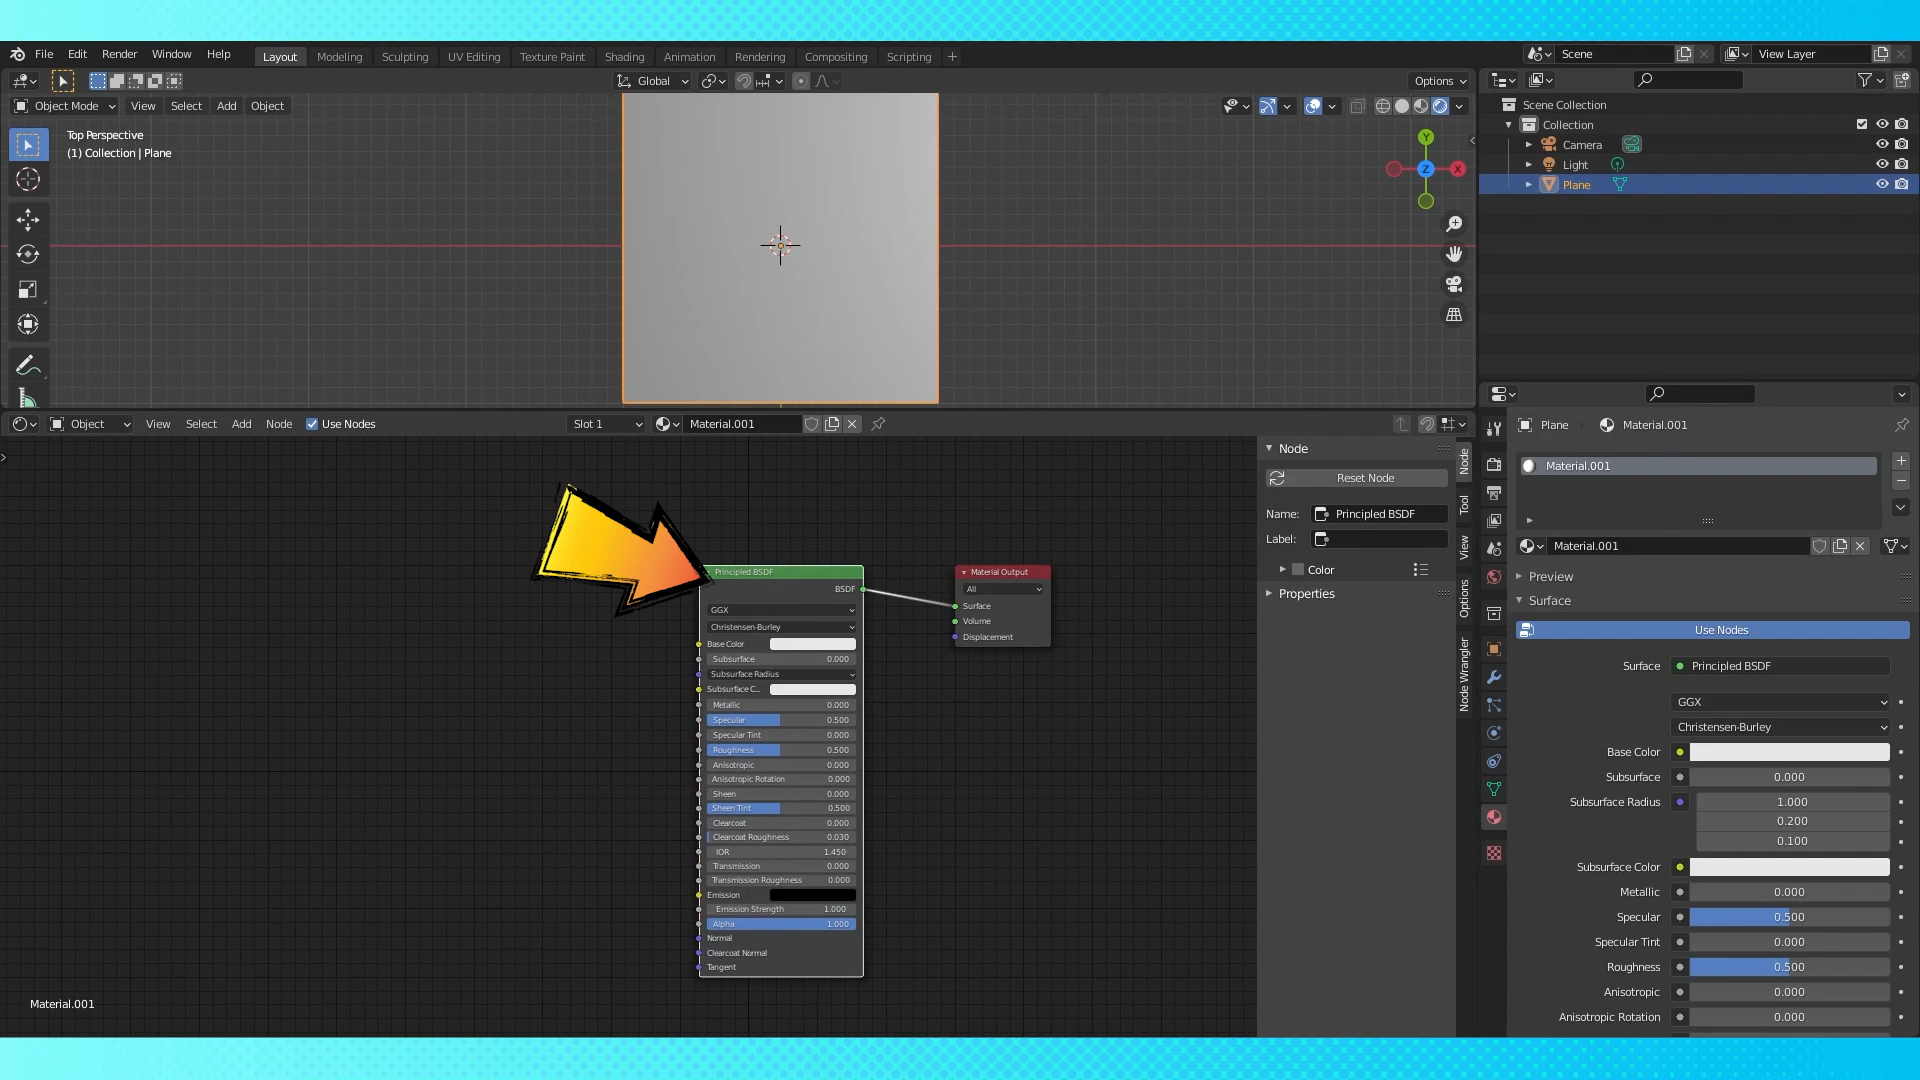 File Edit Render Window Help Layout Modeling Sculpting UV Editing Texture Paint Shading Animation Rendering Compositing Scripting Scene View Layer
Global Options
Object Mode View Select Add Object
Top Perspective
(1) Collection | Plane
Y
X
Z
Scene Collection
Collection
Camera
Light
Plane
Object View Select Add Node Use Nodes Slot 1 Material.001
Node
Reset Node
Name: Principled BSDF
Label:
Color
Properties
Node
Tool
View
Options
Node Wrangler
Principled BSDF
BSDF
GGX
Christensen-Burley
Base Color
Subsurface 0.000
Subsurface Radius
Subsurface C...
Metallic 0.000
Specular 0.500
Specular Tint 0.000
Roughness 0.500
Anisotropic 0.000
Anisotropic Rotation 0.000
Sheen 0.000
Sheen Tint 0.500
Clearcoat 0.000
Clearcoat Roughness 0.030
IOR 1.450
Transmission 0.000
Transmission Roughness 0.000
Emission
Emission Strength 1.000
Alpha 1.000
Normal
Clearcoat Normal
Tangent
Material Output
All
Surface
Volume
Displacement
Material.001
Plane Material.001
Material.001
Material.001
Preview
Surface
Use Nodes
Surface Principled BSDF
GGX
Christensen-Burley
Base Color
Subsurface 0.000
Subsurface Radius 1.000
0.200
0.100
Subsurface Color
Metallic 0.000
Specular 0.500
Specular Tint 0.000
Roughness 0.500
Anisotropic 0.000
Anisotropic Rotation 0.000